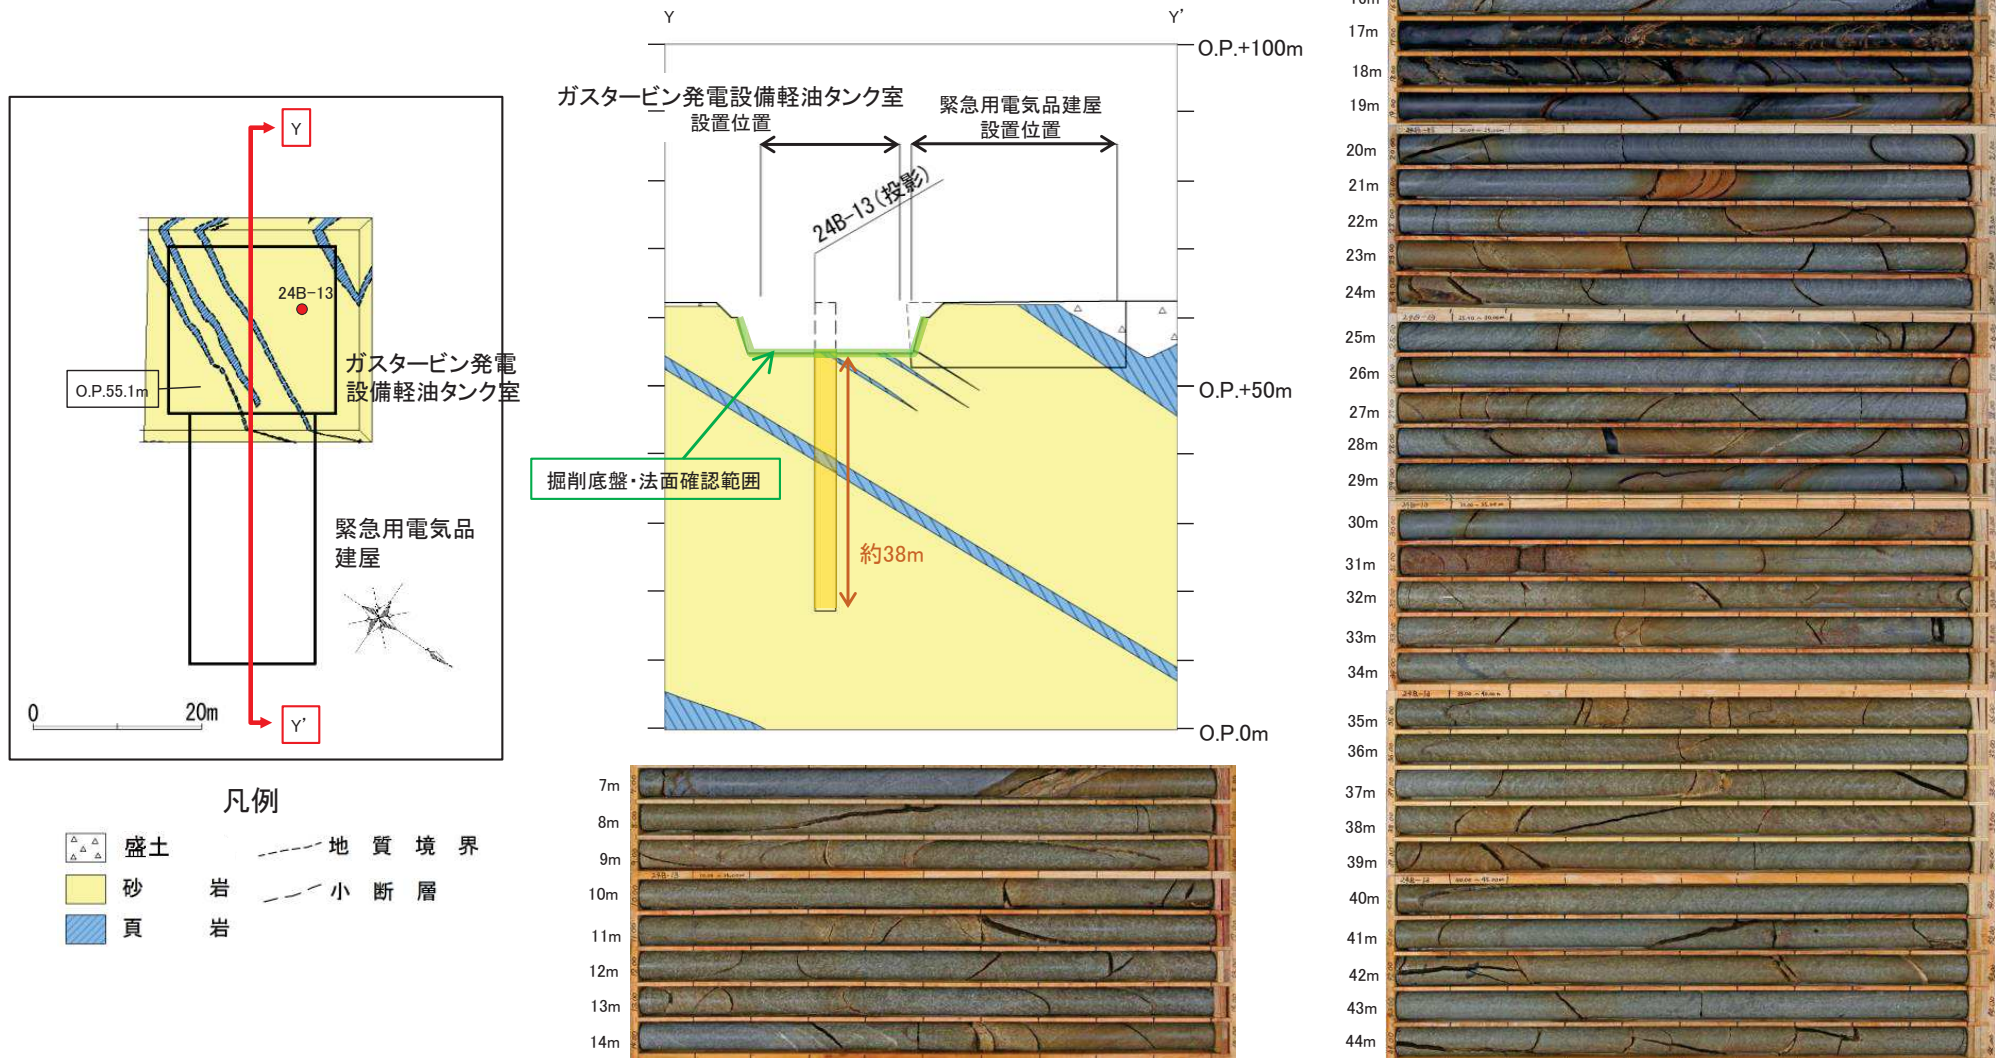 Y
24B-13
ガスタービン発電
設備軽油タンク室
O.P.55.1m
緊急用電気品
建屋
0 20m
Y'
凡例
盛土
砂岩
頁岩
地質境界
小断層
Y Y'
O.P.+100m
ガスタービン発電設備軽油タンク室
設置位置
緊急用電気品建屋
設置位置
24B-13(投影)
O.P.+50m
掘削底盤・法面確認範囲
約38m
O.P.0m
7m
8m
9m
10m
11m
12m
13m
14m
17m
18m
19m
20m
21m
22m
23m
24m
25m
26m
27m
28m
29m
30m
31m
32m
33m
34m
35m
36m
37m
38m
39m
40m
41m
42m
43m
44m